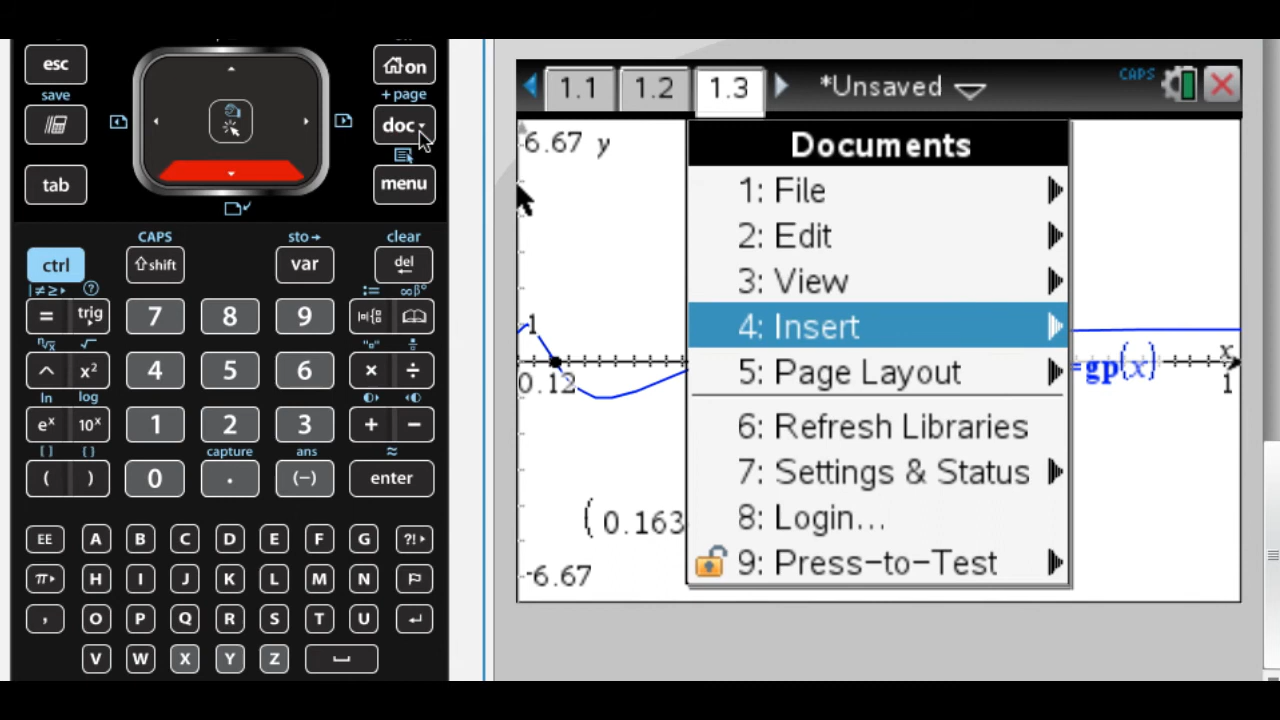 esc
on
save
+ page
doc
tab
menu
CAPS
sto→
clear
ctrl
shift
var
del
= trig 7 8 9
^ x² 4 5 6 × ÷
ln log
eˣ 10ˣ 1 2 3 + −
[ ] { } capture ans ≈
( ) 0 . (−) enter
EE A B C D E F G ?!
π H I J K L M N
, O P Q R S T U
V W X Y Z
1.1 1.2 1.3 *Unsaved CAPS
6.67 y
Documents
1: File
2: Edit
3: View
4: Insert
5: Page Layout
6: Refresh Libraries
7: Settings & Status
8: Login...
9: Press-to-Test
1
0.12
=gp(x)
x
1
(0.163
-6.67